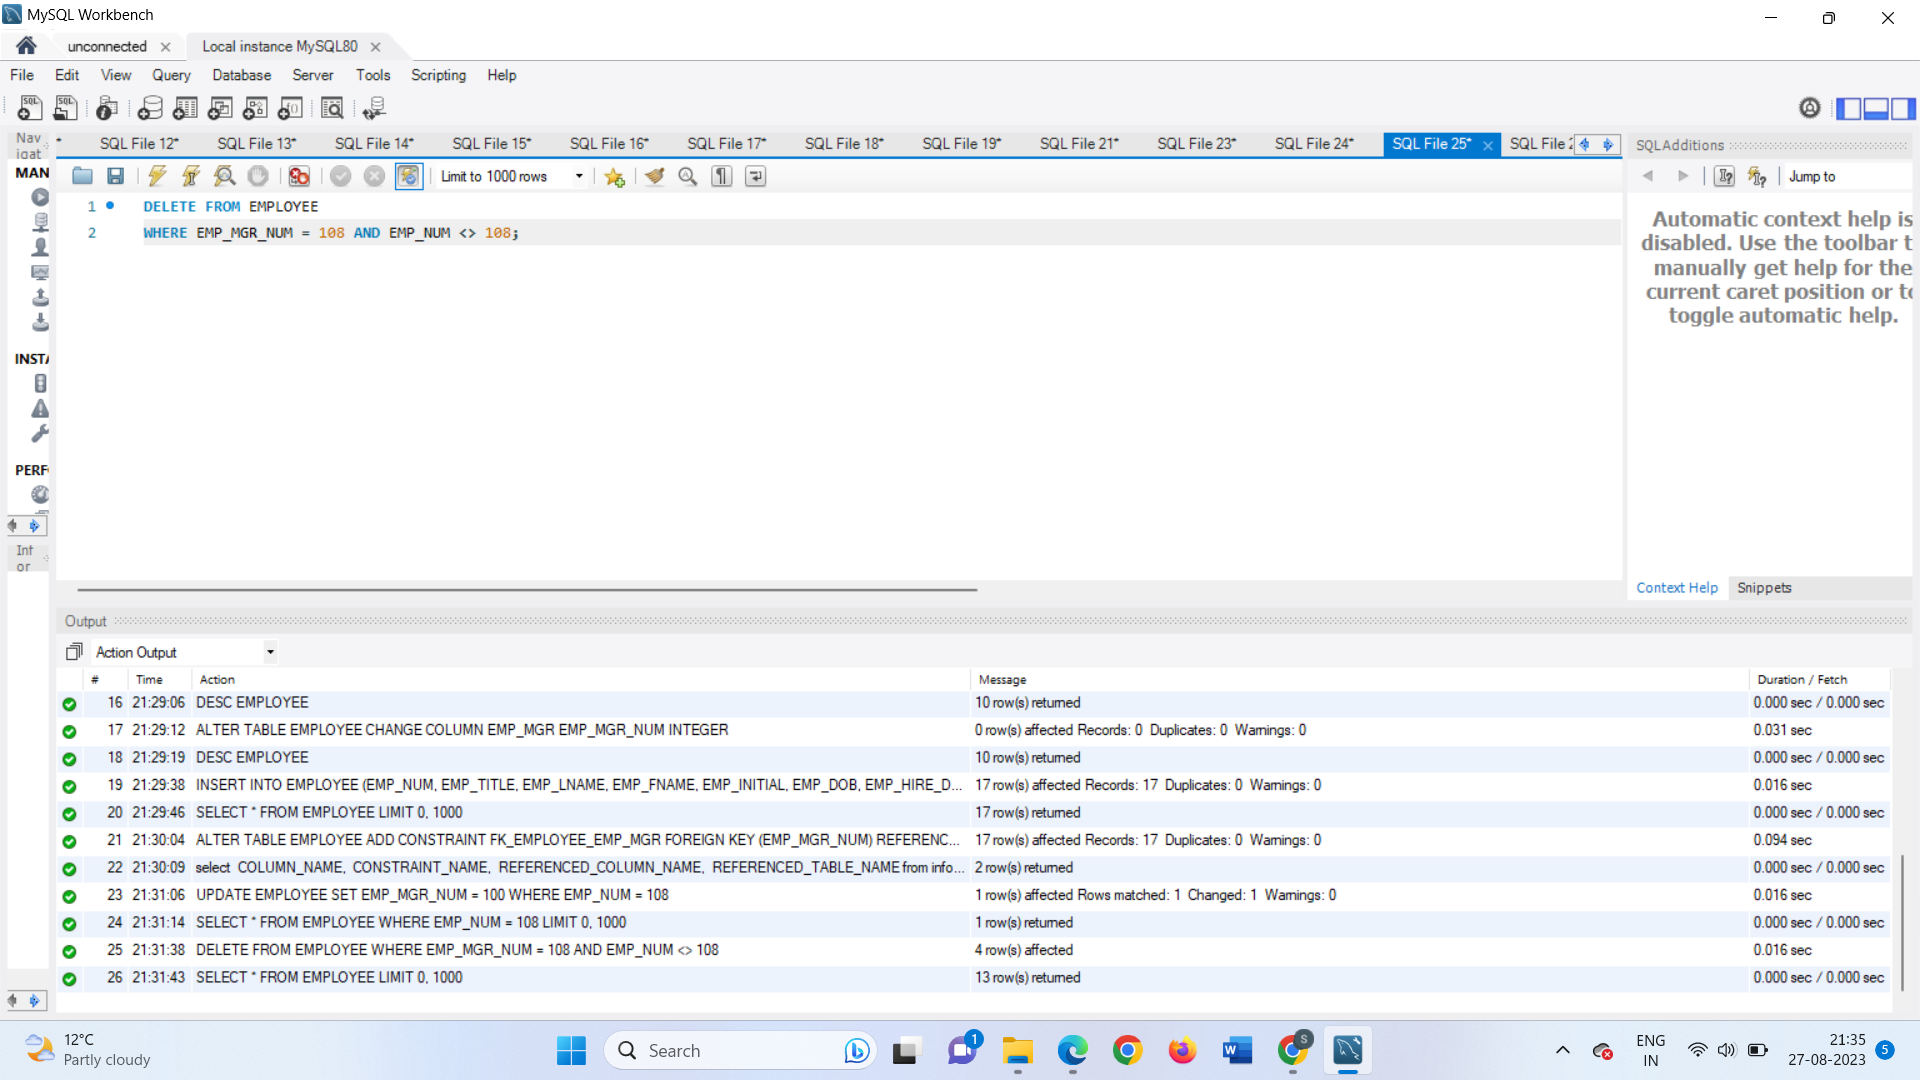 MySQL Workbench
unconnected
Local instance MySQL80
File Edit View Query Database Server Tools Scripting Help
Nav
igat
* SQL File 12* SQL File 13* SQL File 14* SQL File 15* SQL File 16* SQL File 17* SQL File 18* SQL File 19* SQL File 21* SQL File 23* SQL File 24* SQL File 25* SQL File
SQLAdditions
Limit to 1000 rows
Jump to
MAN
INSTA
PERF
Inf
or
1 DELETE FROM EMPLOYEE
2 WHERE EMP_MGR_NUM = 108 AND EMP_NUM <> 108;
Automatic context help is
disabled. Use the toolbar t
manually get help for the
current caret position or to
toggle automatic help.
Context Help Snippets
Output
Action Output
# Time Action Message Duration / Fetch
16 21:29:06 DESC EMPLOYEE 10 row(s) returned 0.000 sec / 0.000 sec
17 21:29:12 ALTER TABLE EMPLOYEE CHANGE COLUMN EMP_MGR EMP_MGR_NUM INTEGER 0 row(s) affected Records: 0 Duplicates: 0 Warnings: 0 0.031 sec
18 21:29:19 DESC EMPLOYEE 10 row(s) returned 0.000 sec / 0.000 sec
19 21:29:38 INSERT INTO EMPLOYEE (EMP_NUM, EMP_TITLE, EMP_LNAME, EMP_FNAME, EMP_INITIAL, EMP_DOB, EMP_HIRE_D... 17 row(s) affected Records: 17 Duplicates: 0 Warnings: 0 0.016 sec
20 21:29:46 SELECT * FROM EMPLOYEE LIMIT 0, 1000 17 row(s) returned 0.000 sec / 0.000 sec
21 21:30:04 ALTER TABLE EMPLOYEE ADD CONSTRAINT FK_EMPLOYEE_EMP_MGR FOREIGN KEY (EMP_MGR_NUM) REFERENC... 17 row(s) affected Records: 17 Duplicates: 0 Warnings: 0 0.094 sec
22 21:30:09 select COLUMN_NAME, CONSTRAINT_NAME, REFERENCED_COLUMN_NAME, REFERENCED_TABLE_NAME from info... 2 row(s) returned 0.000 sec / 0.000 sec
23 21:31:06 UPDATE EMPLOYEE SET EMP_MGR_NUM = 100 WHERE EMP_NUM = 108 1 row(s) affected Rows matched: 1 Changed: 1 Warnings: 0 0.016 sec
24 21:31:14 SELECT * FROM EMPLOYEE WHERE EMP_NUM = 108 LIMIT 0, 1000 1 row(s) returned 0.000 sec / 0.000 sec
25 21:31:38 DELETE FROM EMPLOYEE WHERE EMP_MGR_NUM = 108 AND EMP_NUM <> 108 4 row(s) affected 0.016 sec
26 21:31:43 SELECT * FROM EMPLOYEE LIMIT 0, 1000 13 row(s) returned 0.000 sec / 0.000 sec
12°C
Partly cloudy
Search
1
S
ENG
IN
21:35
27-08-2023
5